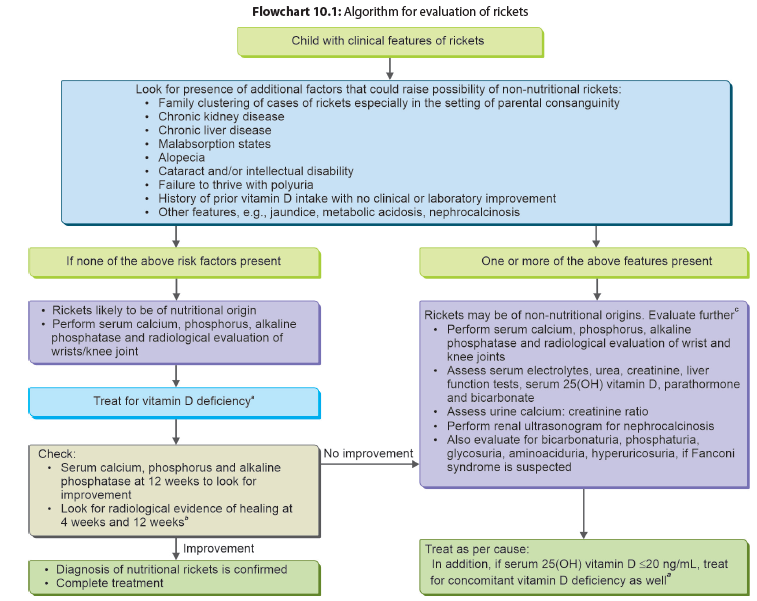 Flowchart 10.1: Algorithm for evaluation of rickets
Child with clinical features of rickets
Look for presence of additional factors that could raise possibility of non-nutritional rickets:
• Family clustering of cases of rickets especially in the setting of parental consanguinity
• Chronic kidney disease
• Chronic liver disease
• Malabsorption states
• Alopecia
• Cataract and/or intellectual disability
• Failure to thrive with polyuria
• History of prior vitamin D intake with no clinical or laboratory improvement
• Other features, e.g., jaundice, metabolic acidosis, nephrocalcinosis
If none of the above risk factors present
• Rickets likely to be of nutritional origin
• Perform serum calcium, phosphorus, alkaline
phosphatase and radiological evaluation of
wrists/knee joint
Treat for vitamin D deficiencyᵃ
Check:
• Serum calcium, phosphorus and alkaline
phosphatase at 12 weeks to look for
improvement
• Look for radiological evidence of healing at
4 weeks and 12 weeksᵃ
Improvement
• Diagnosis of nutritional rickets is confirmed
• Complete treatment
No improvement
One or more of the above features present
Rickets may be of non-nutritional origins. Evaluate furtherᶜ
• Perform serum calcium, phosphorus, alkaline
phosphatase and radiological evaluation of wrist and
knee joints
• Assess serum electrolytes, urea, creatinine, liver
function tests, serum 25(OH) vitamin D, parathormone
and bicarbonate
• Assess urine calcium: creatinine ratio
• Perform renal ultrasonogram for nephrocalcinosis
• Also evaluate for bicarbonaturia, phosphaturia,
glycosuria, aminoaciduria, hyperuricosuria, if Fanconi
syndrome is suspected
Treat as per cause:
In addition, if serum 25(OH) vitamin D ≤20 ng/mL, treat
for concomitant vitamin D deficiency as wellᵃ